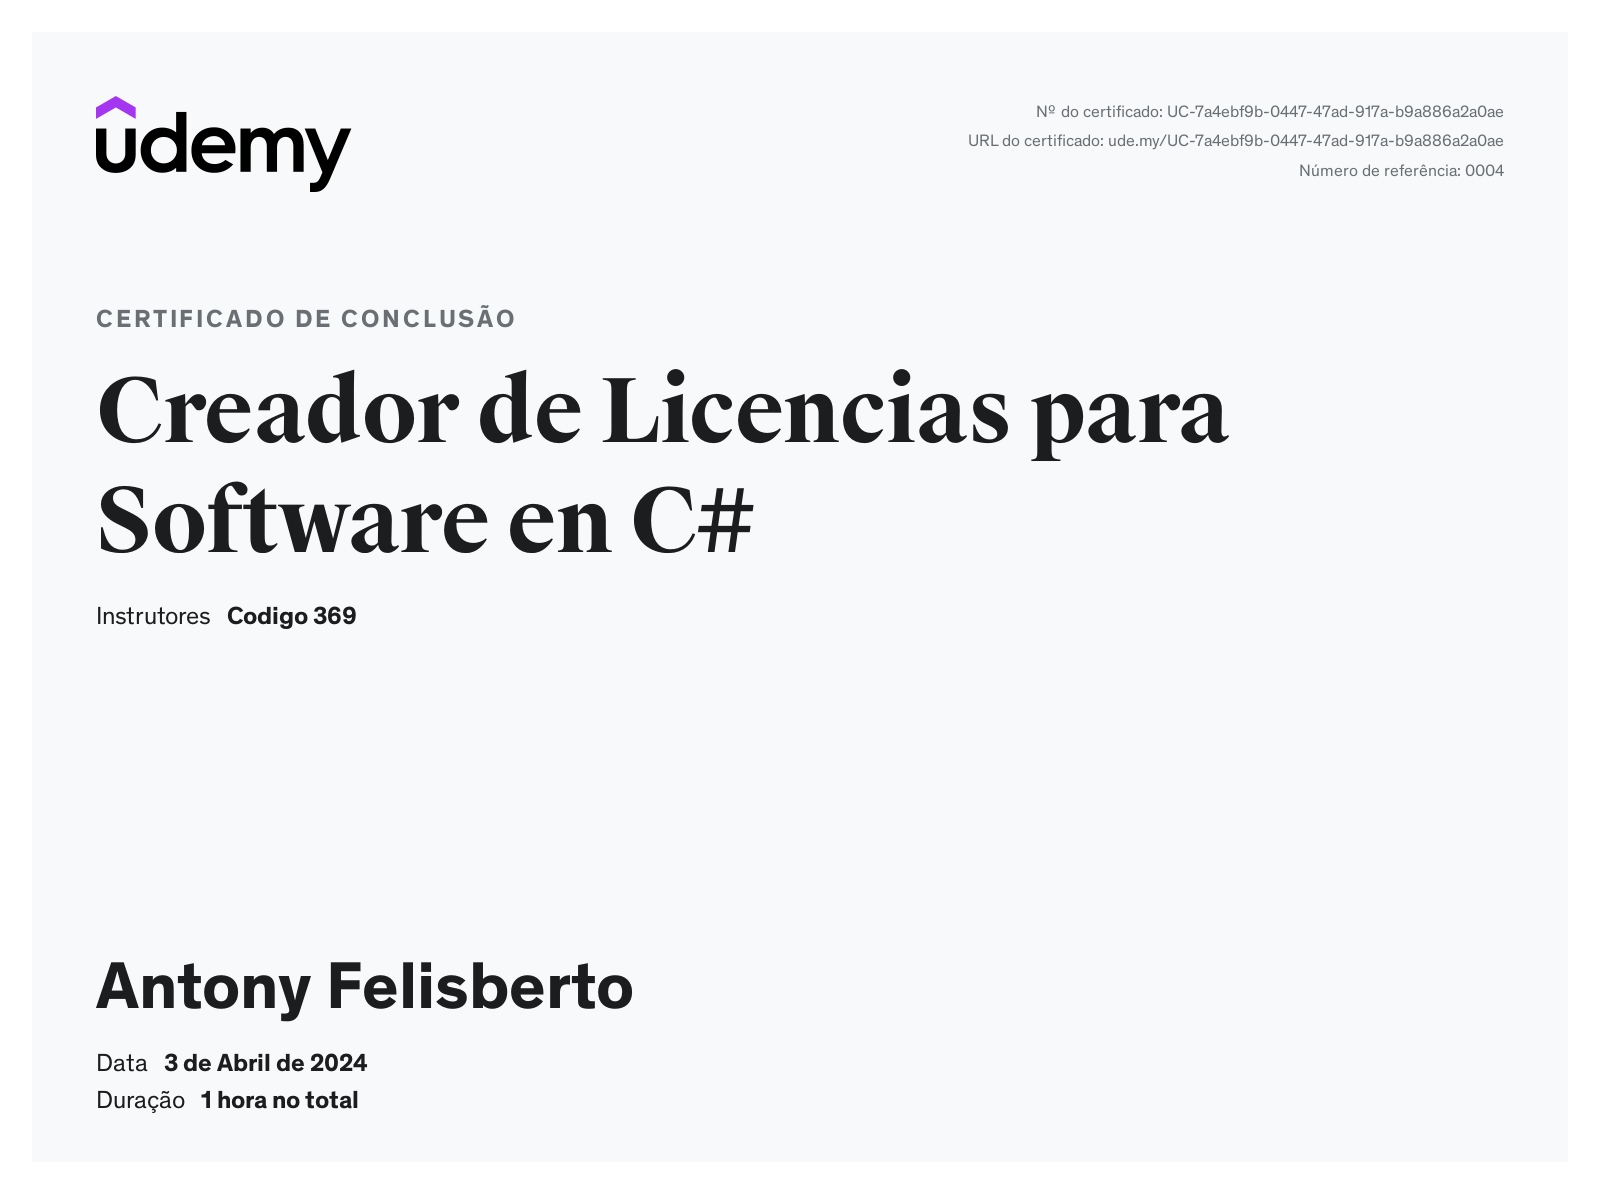 udemy
Nº do certificado: UC-7a4ebf9b-0447-47ad-917a-b9a886a2a0ae
URL do certificado: ude.my/UC-7a4ebf9b-0447-47ad-917a-b9a886a2a0ae
Número de referência: 0004
CERTIFICADO DE CONCLUSÃO
Creador de Licencias para
Software en C#
Instrutores Codigo 369
Antony Felisberto
Data 3 de Abril de 2024
Duração 1 hora no total